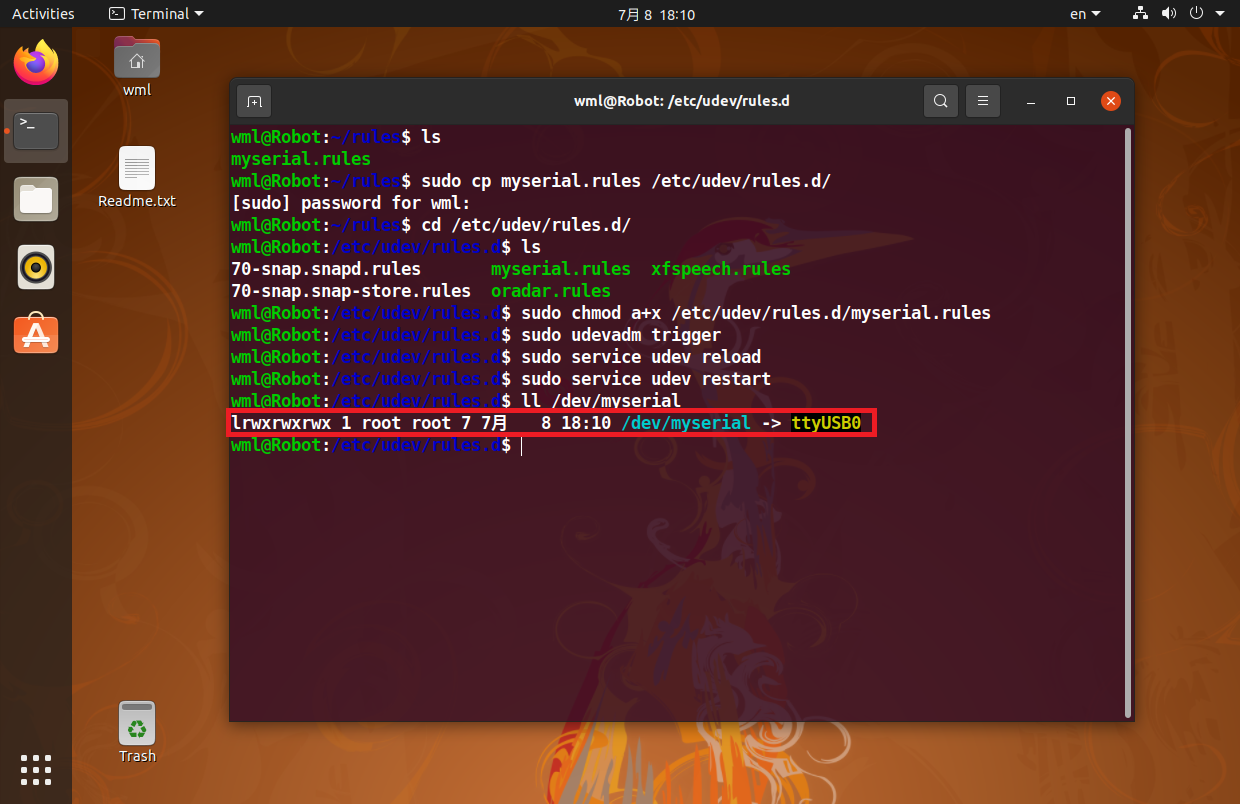 Activities Terminal 7月 8 18:10 en
wml
Readme.txt
Trash
wml@Robot: /etc/udev/rules.d
wml@Robot:~/rules$ ls
myserial.rules
wml@Robot:~/rules$ sudo cp myserial.rules /etc/udev/rules.d/
[sudo] password for wml:
wml@Robot:~/rules$ cd /etc/udev/rules.d/
wml@Robot:/etc/udev/rules.d$ ls
70-snap.snapd.rules myserial.rules xfspeech.rules
70-snap.snap-store.rules oradar.rules
wml@Robot:/etc/udev/rules.d$ sudo chmod a+x /etc/udev/rules.d/myserial.rules
wml@Robot:/etc/udev/rules.d$ sudo udevadm trigger
wml@Robot:/etc/udev/rules.d$ sudo service udev reload
wml@Robot:/etc/udev/rules.d$ sudo service udev restart
wml@Robot:/etc/udev/rules.d$ ll /dev/myserial
lrwxrwxrwx 1 root root 7 7月 8 18:10 /dev/myserial -> ttyUSB0
wml@Robot:/etc/udev/rules.d$